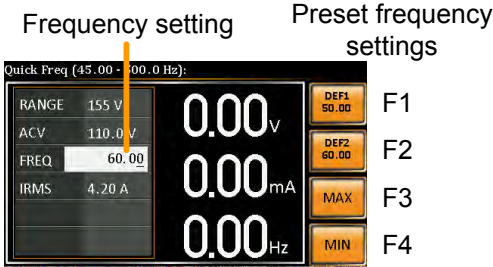 Frequency setting
Preset frequency
settings
Quick Freq (45.00 - 500.0 Hz):
RANGE 155 V
ACV 110.0 V
FREQ 60.00
IRMS 4.20 A
0.00V
0.00mA
0.00Hz
DEF1
50.00
F1
DEF2
60.00
F2
MAX
F3
MIN
F4